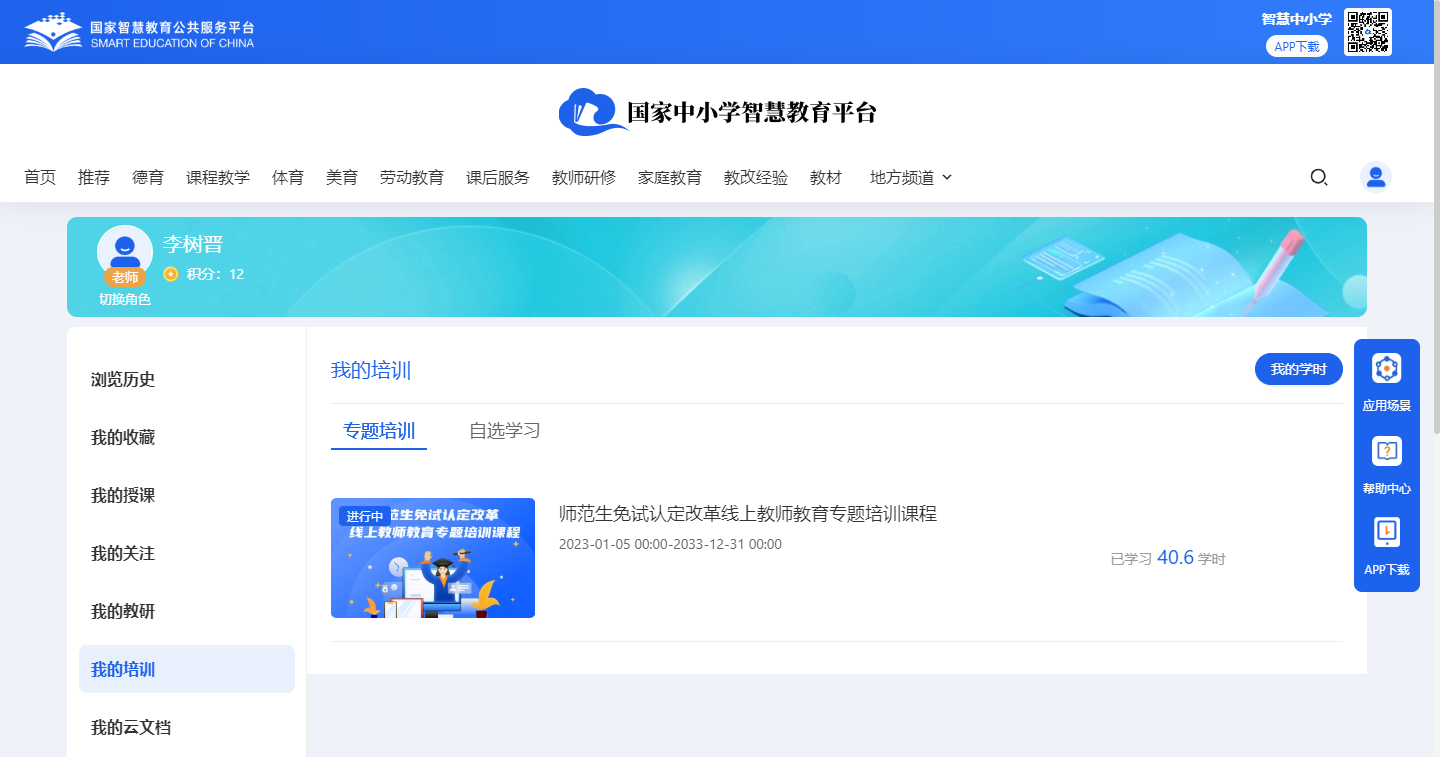 国家智慧教育公共服务平台
SMART EDUCATION OF CHINA
智慧中小学
APP下载
国家中小学智慧教育平台
首页 推荐 德育 课程教学 体育 美育 劳动教育 课后服务 教师研修 家庭教育 教改经验 教材 地方频道
李树晋
老师
积分：12
切换角色
浏览历史
我的收藏
我的授课
我的关注
我的教研
我的培训
我的云文档
我的培训
我的学时
专题培训 自选学习
进行中
范生免试认定改革
线上教师教育专题培训课程
师范生免试认定改革线上教师教育专题培训课程
2023-01-05 00:00-2033-12-31 00:00
已学习 40.6 学时
应用场景
帮助中心
APP下载